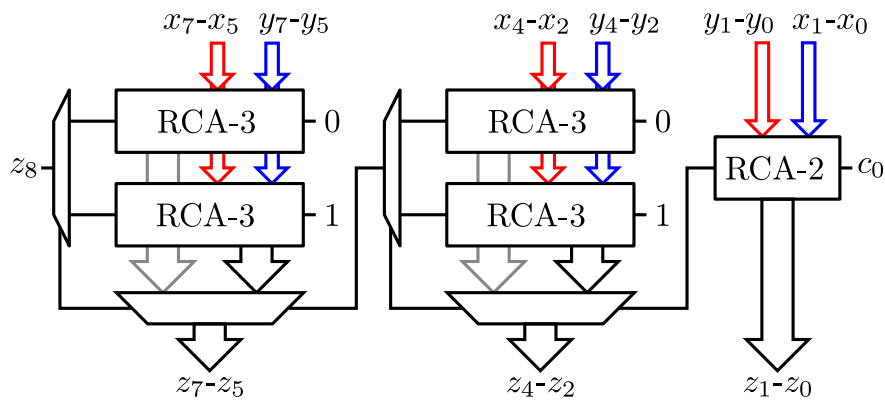 x₇-x₅ y₇-y₅ x₄-x₂ y₄-y₂ y₁-y₀ x₁-x₀
RCA-3 0 RCA-3 0
z₈ RCA-2 c₀
RCA-3 1 RCA-3 1
z₇-z₅ z₄-z₂ z₁-z₀